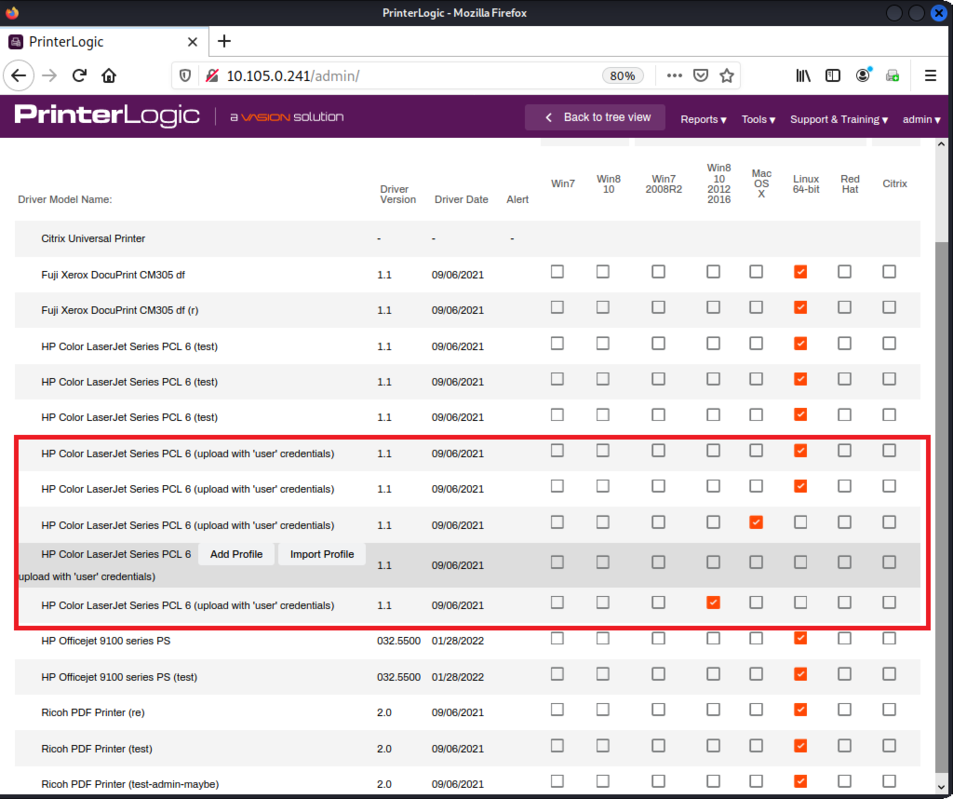 PrinterLogic - Mozilla Firefox
PrinterLogic
10.105.0.241/admin/ 80%
PrinterLogic a VASION solution Back to tree view Reports Tools Support & Training admin
Driver Model Name: Driver Version Driver Date Alert Win7 Win8 10 Win7 2008R2 Win8 10 2012 2016 Mac OS X Linux 64-bit Red Hat Citrix
Citrix Universal Printer - - -
Fuji Xerox DocuPrint CM305 df 1.1 09/06/2021
Fuji Xerox DocuPrint CM305 df (r) 1.1 09/06/2021
HP Color LaserJet Series PCL 6 (test) 1.1 09/06/2021
HP Color LaserJet Series PCL 6 (test) 1.1 09/06/2021
HP Color LaserJet Series PCL 6 (test) 1.1 09/06/2021
HP Color LaserJet Series PCL 6 (upload with 'user' credentials) 1.1 09/06/2021
HP Color LaserJet Series PCL 6 (upload with 'user' credentials) 1.1 09/06/2021
HP Color LaserJet Series PCL 6 (upload with 'user' credentials) 1.1 09/06/2021
HP Color LaserJet Series PCL 6 Add Profile Import Profile
upload with 'user' credentials) 1.1 09/06/2021
HP Color LaserJet Series PCL 6 (upload with 'user' credentials) 1.1 09/06/2021
HP Officejet 9100 series PS 032.5500 01/28/2022
HP Officejet 9100 series PS (test) 032.5500 01/28/2022
Ricoh PDF Printer (re) 2.0 09/06/2021
Ricoh PDF Printer (test) 2.0 09/06/2021
Ricoh PDF Printer (test-admin-maybe) 2.0 09/06/2021